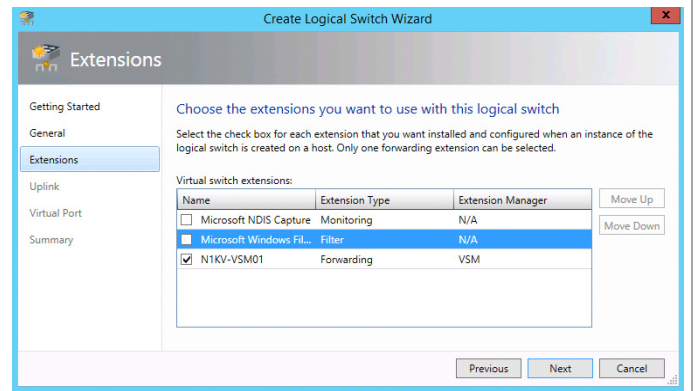 Create Logical Switch Wizard
x
Extensions
Getting Started
General
Extensions
Uplink
Virtual Port
Summary
Choose the extensions you want to use with this logical switch
Select the check box for each extension that you want installed and configured when an instance of the
logical switch is created on a host. Only one forwarding extension can be selected.
Virtual switch extensions:
Name Extension Type Extension Manager
Microsoft NDIS Capture Monitoring N/A
Microsoft Windows Fil... Filter N/A
N1KV-VSM01 Forwarding VSM
Move Up
Move Down
Previous Next Cancel